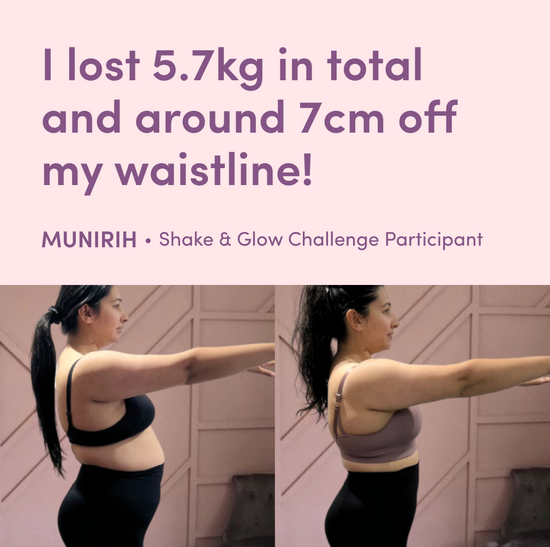 I lost 5.7kg in total
and around 7cm off
my waistline!
MUNIRIH • Shake & Glow Challenge Participant